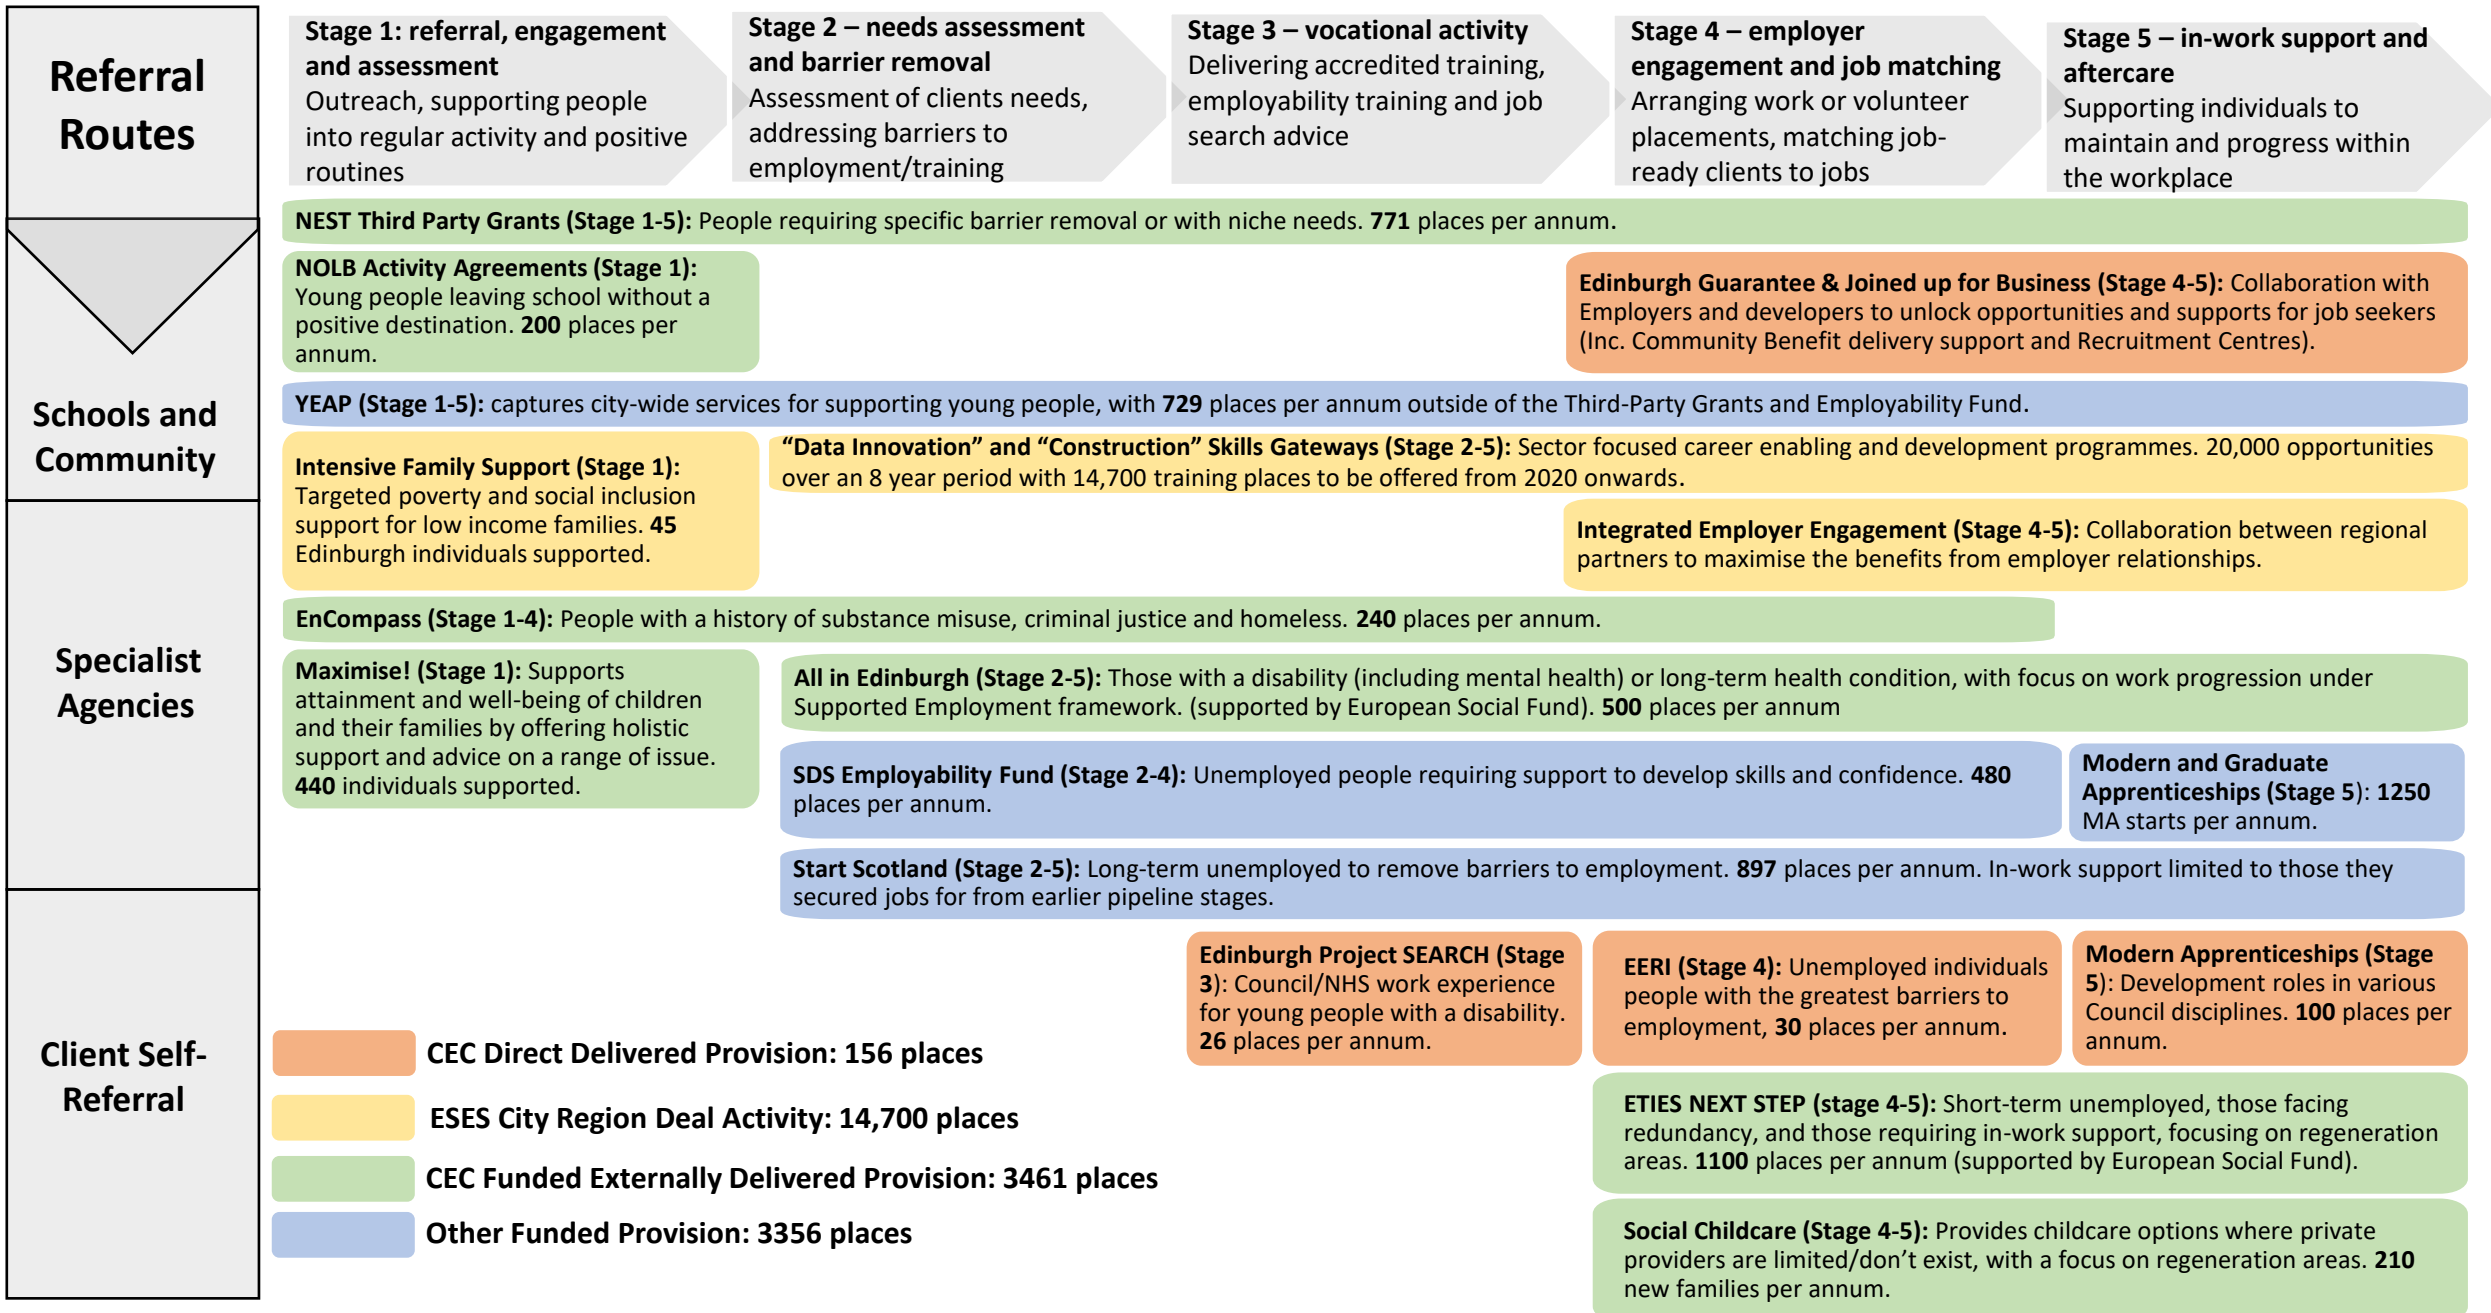 Referral
Routes
Stage 1: referral, engagement
and assessment
Outreach, supporting people
into regular activity and positive
routines
Stage 2 – needs assessment
and barrier removal
Assessment of clients needs,
addressing barriers to
employment/training
Stage 3 – vocational activity
Delivering accredited training,
employability training and job
search advice
Stage 4 – employer
engagement and job matching
Arranging work or volunteer
placements, matching job-
ready clients to jobs
Stage 5 – in-work support and
aftercare
Supporting individuals to
maintain and progress within
the workplace
Schools and
Community
Specialist
Agencies
Client Self-
Referral
NEST Third Party Grants (Stage 1-5): People requiring specific barrier removal or with niche needs. 771 places per annum.
NOLB Activity Agreements (Stage 1):
Young people leaving school without a
positive destination. 200 places per
annum.
Edinburgh Guarantee & Joined up for Business (Stage 4-5): Collaboration with
Employers and developers to unlock opportunities and supports for job seekers
(Inc. Community Benefit delivery support and Recruitment Centres).
YEAP (Stage 1-5): captures city-wide services for supporting young people, with 729 places per annum outside of the Third-Party Grants and Employability Fund.
Intensive Family Support (Stage 1):
Targeted poverty and social inclusion
support for low income families. 45
Edinburgh individuals supported.
“Data Innovation” and “Construction” Skills Gateways (Stage 2-5): Sector focused career enabling and development programmes. 20,000 opportunities
over an 8 year period with 14,700 training places to be offered from 2020 onwards.
Integrated Employer Engagement (Stage 4-5): Collaboration between regional
partners to maximise the benefits from employer relationships.
EnCompass (Stage 1-4): People with a history of substance misuse, criminal justice and homeless. 240 places per annum.
Maximise! (Stage 1): Supports
attainment and well-being of children
and their families by offering holistic
support and advice on a range of issue.
440 individuals supported.
All in Edinburgh (Stage 2-5): Those with a disability (including mental health) or long-term health condition, with focus on work progression under
Supported Employment framework. (supported by European Social Fund). 500 places per annum
SDS Employability Fund (Stage 2-4): Unemployed people requiring support to develop skills and confidence. 480
places per annum.
Modern and Graduate
Apprenticeships (Stage 5): 1250
MA starts per annum.
Start Scotland (Stage 2-5): Long-term unemployed to remove barriers to employment. 897 places per annum. In-work support limited to those they
secured jobs for from earlier pipeline stages.
Edinburgh Project SEARCH (Stage
3): Council/NHS work experience
for young people with a disability.
26 places per annum.
EERI (Stage 4): Unemployed individuals
people with the greatest barriers to
employment, 30 places per annum.
Modern Apprenticeships (Stage
5): Development roles in various
Council disciplines. 100 places per
annum.
ETIES NEXT STEP (stage 4-5): Short-term unemployed, those facing
redundancy, and those requiring in-work support, focusing on regeneration
areas. 1100 places per annum (supported by European Social Fund).
Social Childcare (Stage 4-5): Provides childcare options where private
providers are limited/don’t exist, with a focus on regeneration areas. 210
new families per annum.
CEC Direct Delivered Provision: 156 places
ESES City Region Deal Activity: 14,700 places
CEC Funded Externally Delivered Provision: 3461 places
Other Funded Provision: 3356 places